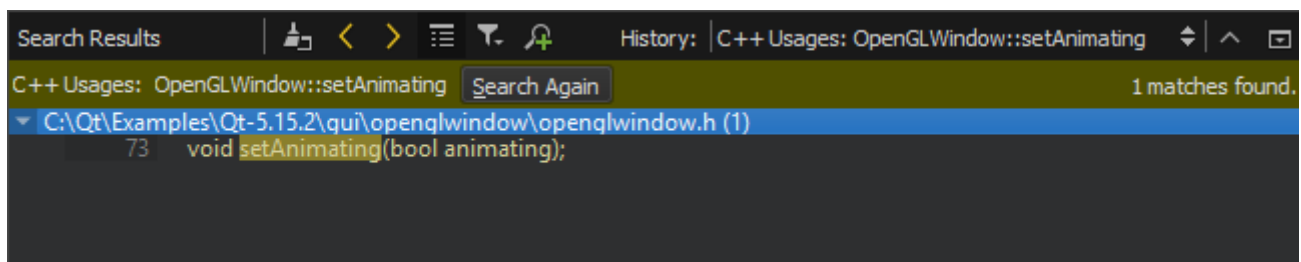 Search Results History: C++ Usages: OpenGLWindow::setAnimating
C++ Usages: OpenGLWindow::setAnimating Search Again 1 matches found.
C:\Qt\Examples\Qt-5.15.2\gui\openglwindow\openglwindow.h (1)
73 void setAnimating(bool animating);